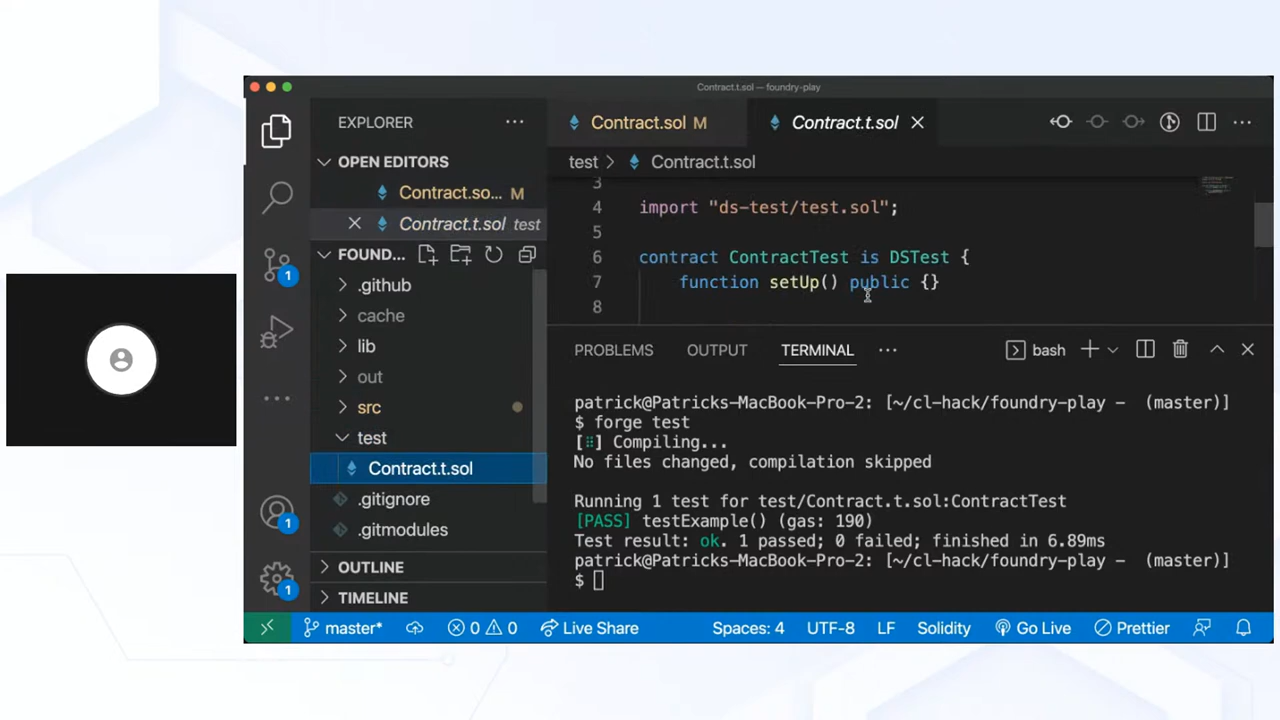 Contract.t.sol — foundry-play
EXPLORER
OPEN EDITORS
Contract.so... M
Contract.t.sol test
FOUND...
.github
cache
lib
out
src
test
Contract.t.sol
.gitignore
.gitmodules
OUTLINE
TIMELINE
1
1
1
Contract.sol M
Contract.t.sol
test > Contract.t.sol
3
4 import "ds-test/test.sol";
5
6 contract ContractTest is DSTest {
7 function setUp() public {}
8
PROBLEMS OUTPUT TERMINAL ··· bash
patrick@Patricks-MacBook-Pro-2: [~/cl-hack/foundry-play - (master)]
$ forge test
[⠿] Compiling...
No files changed, compilation skipped
Running 1 test for test/Contract.t.sol:ContractTest
[PASS] testExample() (gas: 190)
Test result: ok. 1 passed; 0 failed; finished in 6.89ms
patrick@Patricks-MacBook-Pro-2: [~/cl-hack/foundry-play - (master)]
$
master* 0 0 Live Share Spaces: 4 UTF-8 LF Solidity Go Live Prettier